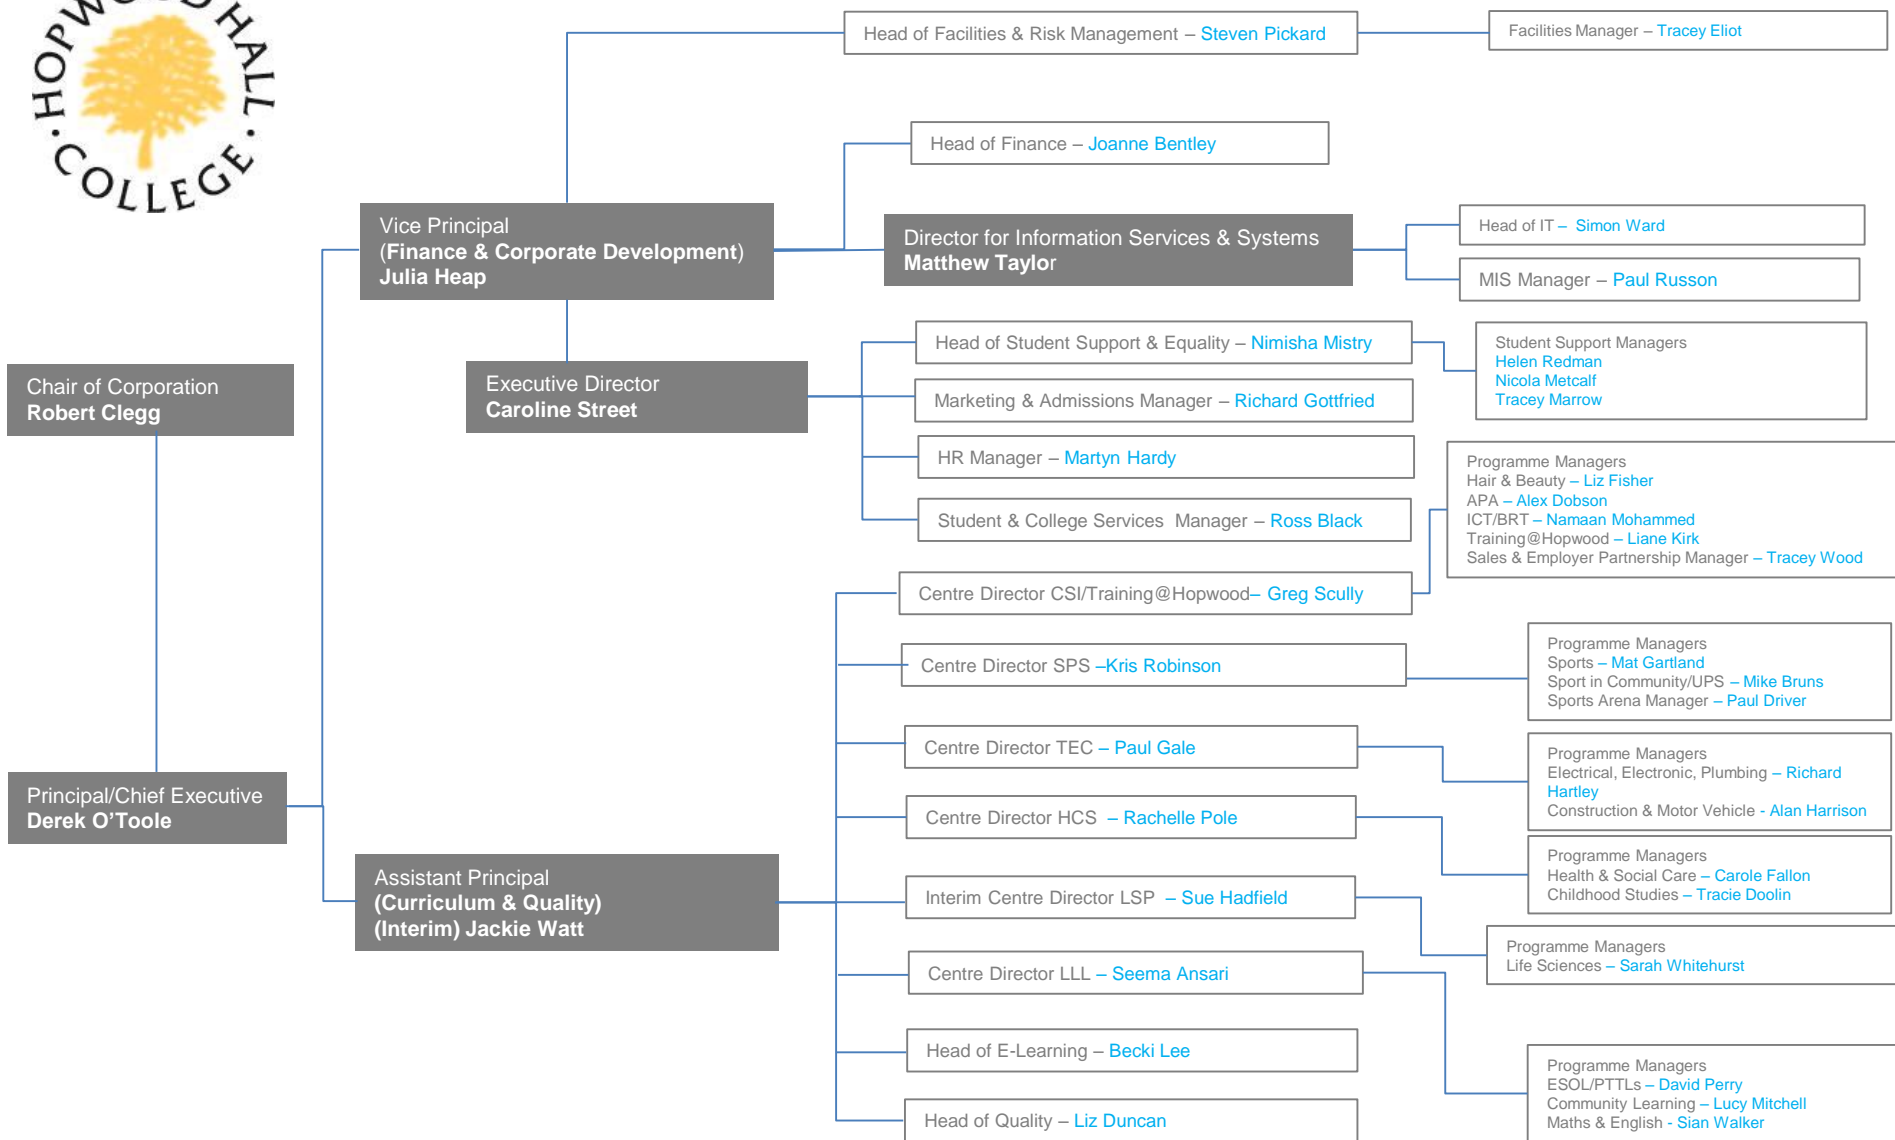 HOPWOOD HALL
· COLLEGE ·
Head of Facilities & Risk Management – Steven Pickard
Facilities Manager – Tracey Eliot
Head of Finance – Joanne Bentley
Vice Principal
(Finance & Corporate Development)
Julia Heap
Director for Information Services & Systems
Matthew Taylor
Head of IT – Simon Ward
MIS Manager – Paul Russon
Chair of Corporation
Robert Clegg
Executive Director
Caroline Street
Head of Student Support & Equality – Nimisha Mistry
Marketing & Admissions Manager – Richard Gottfried
HR Manager – Martyn Hardy
Student & College Services Manager – Ross Black
Student Support Managers
Helen Redman
Nicola Metcalf
Tracey Marrow
Principal/Chief Executive
Derek O’Toole
Assistant Principal
(Curriculum & Quality)
(Interim) Jackie Watt
Centre Director CSI/Training@Hopwood– Greg Scully
Programme Managers
Hair & Beauty – Liz Fisher
APA – Alex Dobson
ICT/BRT – Namaan Mohammed
Training@Hopwood – Liane Kirk
Sales & Employer Partnership Manager – Tracey Wood
Centre Director SPS –Kris Robinson
Programme Managers
Sports – Mat Gartland
Sport in Community/UPS – Mike Bruns
Sports Arena Manager – Paul Driver
Centre Director TEC – Paul Gale
Programme Managers
Electrical, Electronic, Plumbing – Richard
Hartley
Construction & Motor Vehicle - Alan Harrison
Centre Director HCS – Rachelle Pole
Programme Managers
Health & Social Care – Carole Fallon
Childhood Studies – Tracie Doolin
Interim Centre Director LSP – Sue Hadfield
Programme Managers
Life Sciences – Sarah Whitehurst
Centre Director LLL – Seema Ansari
Programme Managers
ESOL/PTTLs – David Perry
Community Learning – Lucy Mitchell
Maths & English - Sian Walker
Head of E-Learning – Becki Lee
Head of Quality – Liz Duncan